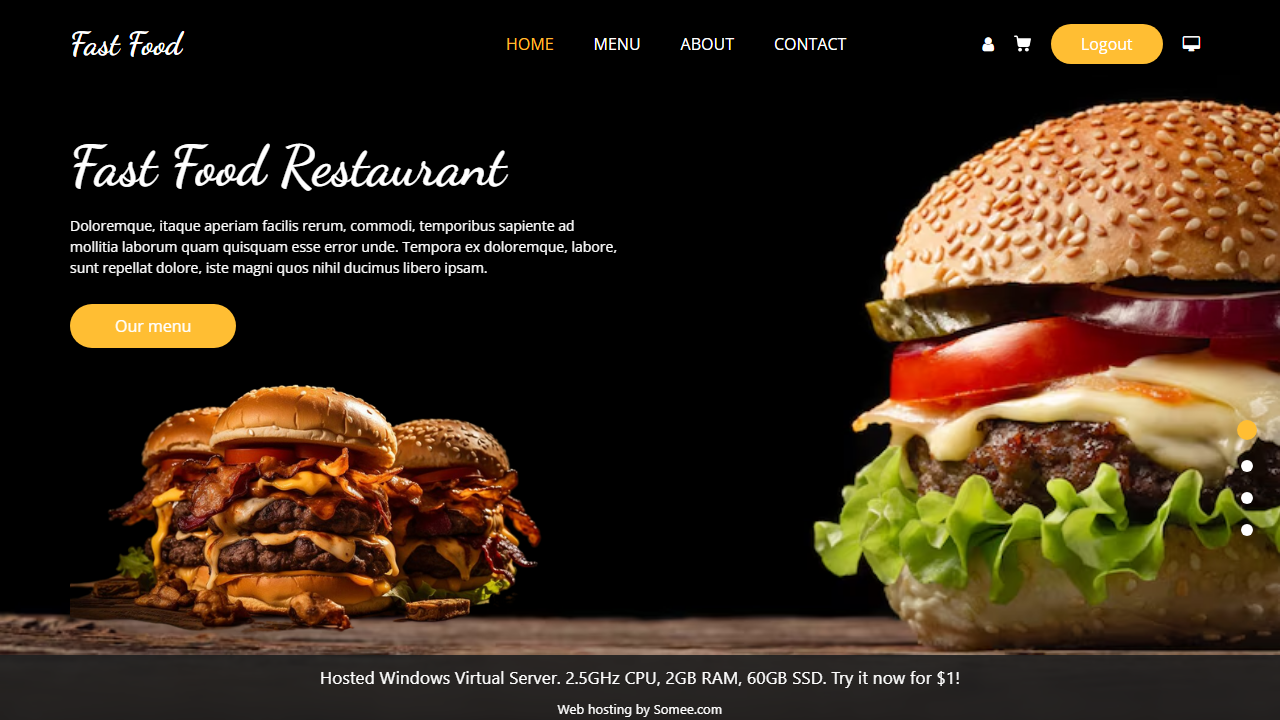 Fast Food
HOME MENU ABOUT CONTACT Logout
Fast Food Restaurant
Doloremque, itaque aperiam facilis rerum, commodi, temporibus sapiente ad
mollitia laborum quam quisquam esse error unde. Tempora ex doloremque, labore,
sunt repellat dolore, iste magni quos nihil ducimus libero ipsam.
Our menu
Hosted Windows Virtual Server. 2.5GHz CPU, 2GB RAM, 60GB SSD. Try it now for $1!
Web hosting by Somee.com